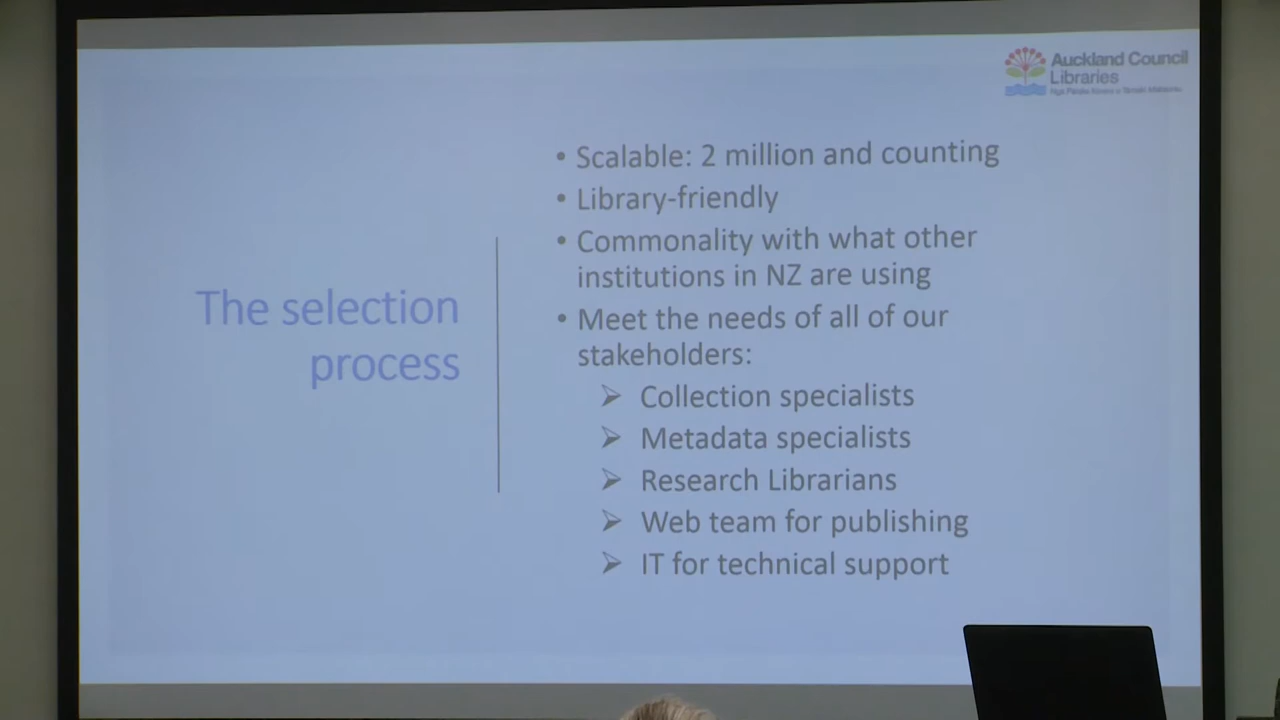 Auckland Council
Libraries
The selection
process
• Scalable: 2 million and counting
• Library-friendly
• Commonality with what other
institutions in NZ are using
• Meet the needs of all of our
stakeholders:
➢ Collection specialists
➢ Metadata specialists
➢ Research Librarians
➢ Web team for publishing
➢ IT for technical support